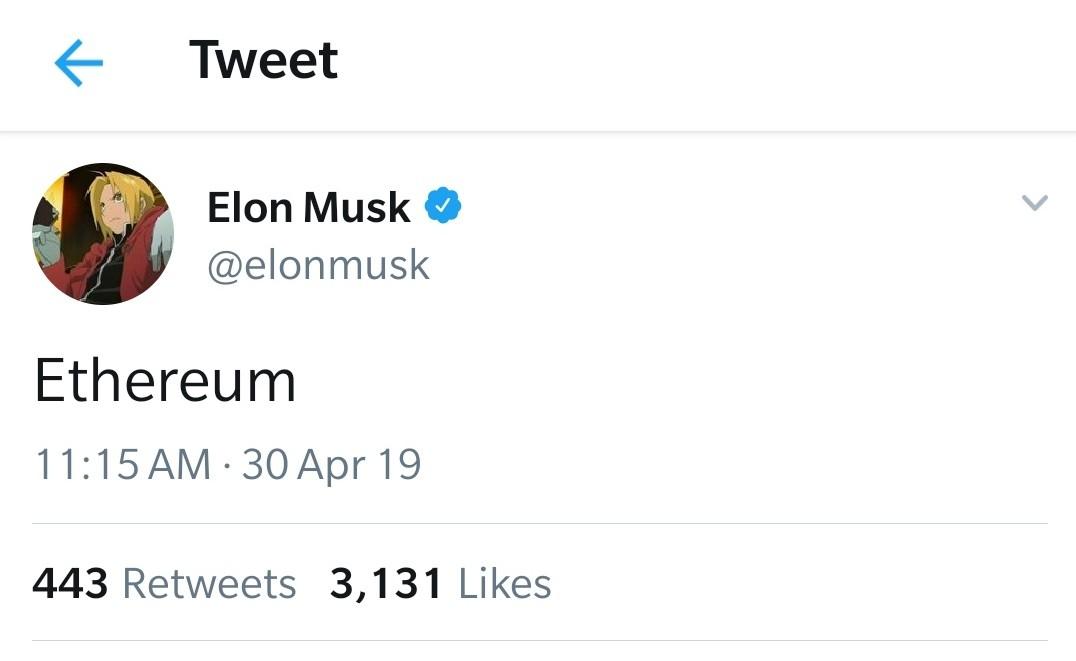 Tweet
Elon Musk
@elonmusk
Ethereum
11:15 AM · 30 Apr 19
443 Retweets 3,131 Likes